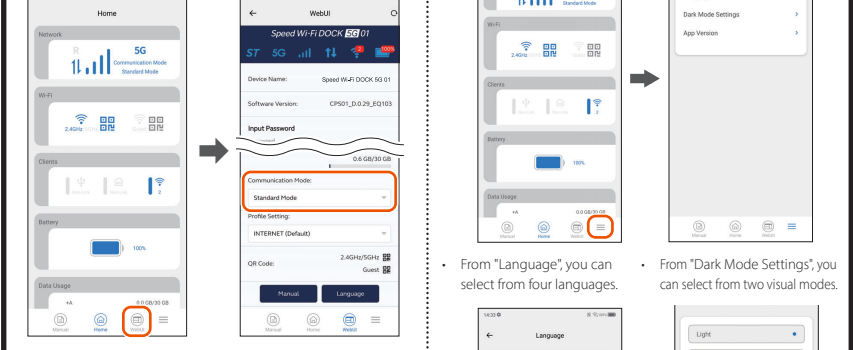 Home
Network
R
5G
Communication Mode
Standard Mode
Wi-Fi
2.4GHz/5GHz
Guest
Clients
2
Battery
100%
Data Usage
+A
0.0 GB/30 GB
Manual
Home
WebUI
WebUI
Speed Wi-Fi DOCK 5G 01
ST
5G
2
100%
Device Name:
Speed Wi-Fi DOCK 5G 01
Software Version:
CPS01_D.0.29_EQ103
Input Password
0.6 GB/30 GB
Communication Mode:
Standard Mode
Profile Setting:
INTERNET (Default)
QR Code:
2.4GHz/5GHz
Guest
Manual
Language
Manual
Home
WebUI
Standard Mode
Wi-Fi
2.4GHz
Clients
2
Battery
100%
Data Usage
+A
0.0 GB/30 GB
Manual
Home
WebUI
Dark Mode Settings
App Version
Manual
Home
WebUI
• From "Language", you can
select from four languages.
• From "Dark Mode Settings", you
can select from two visual modes.
14:33
Language
Light